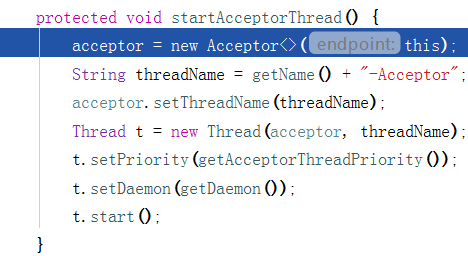 protected void startAcceptorThread() {
acceptor = new Acceptor<>( endpoint: this);
String threadName = getName() + "-Acceptor";
acceptor.setThreadName(threadName);
Thread t = new Thread(acceptor, threadName);
t.setPriority(getAcceptorThreadPriority());
t.setDaemon(getDaemon());
t.start();
}